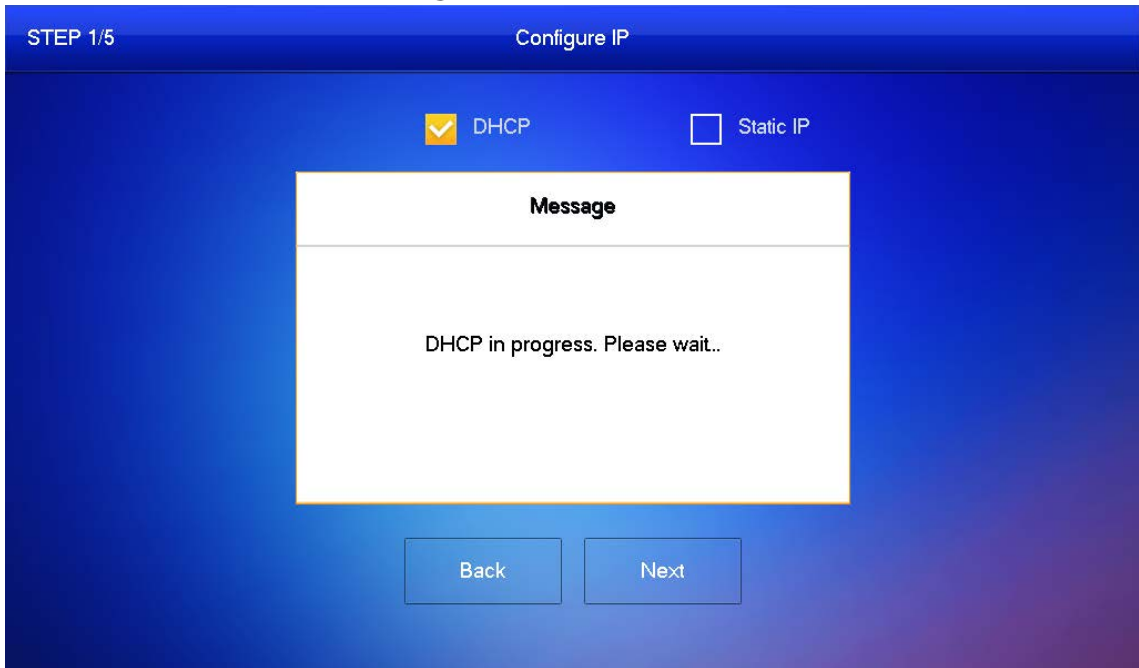 STEP 1/5
Configure IP
DHCP
Static IP
Message
DHCP in progress. Please wait..
Back
Next